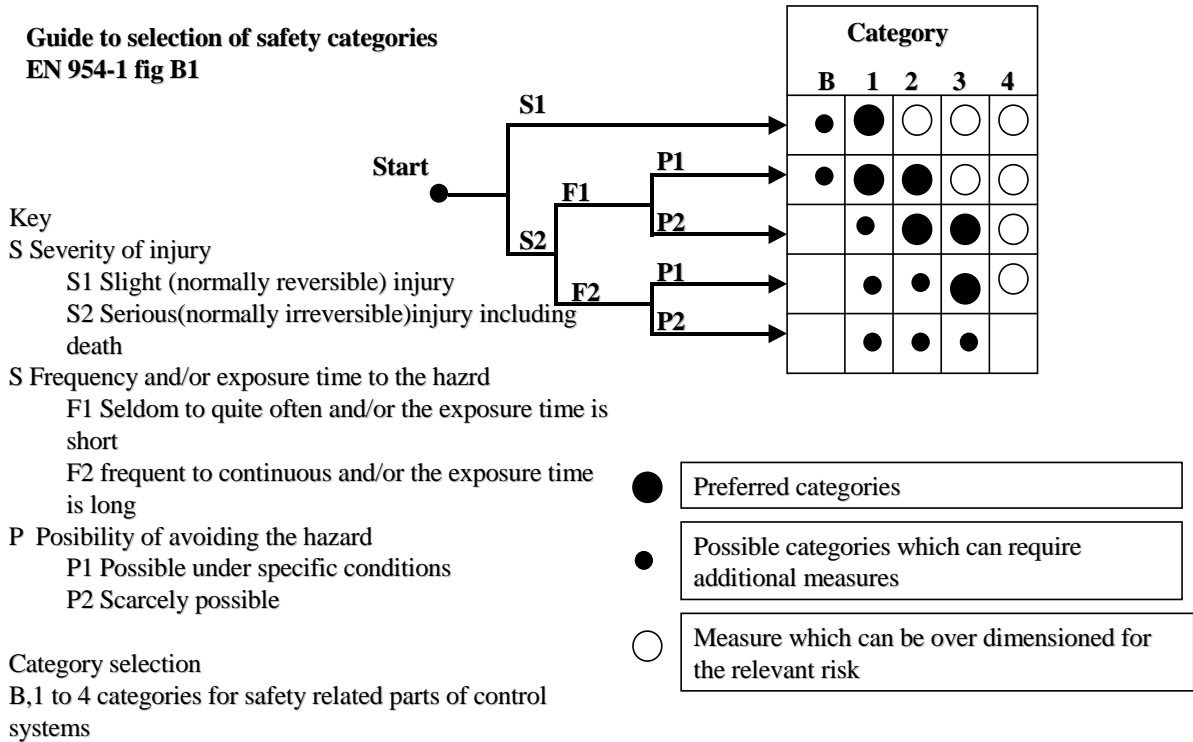 Guide to selection of safety categories
EN 954-1 fig B1
Category
B 1 2 3 4
S1
Start
P1
F1
P2
S2
P1
F2
P2
Key
S Severity of injury
S1 Slight (normally reversible) injury
S2 Serious(normally irreversible)injury including
death
S Frequency and/or exposure time to the hazrd
F1 Seldom to quite often and/or the exposure time is
short
F2 frequent to continuous and/or the exposure time
is long
P Posibility of avoiding the hazard
P1 Possible under specific conditions
P2 Scarcely possible
Category selection
B,1 to 4 categories for safety related parts of control
systems
Preferred categories
Possible categories which can require
additional measures
Measure which can be over dimensioned for
the relevant risk